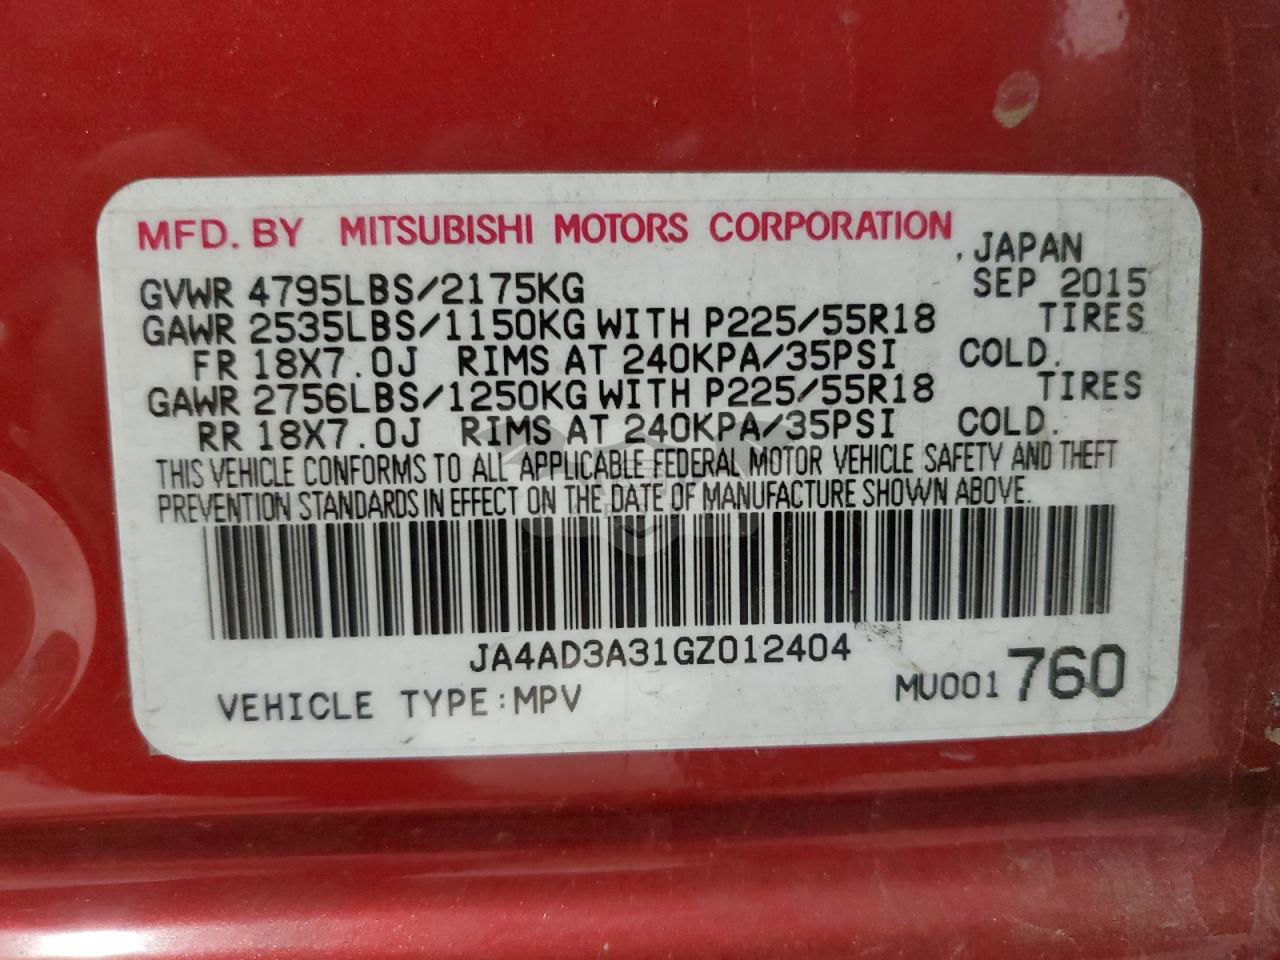 MFD. BY MITSUBISHI MOTORS CORPORATION
, JAPAN
GVWR 4795LBS/2175KG SEP 2015
GAWR 2535LBS/1150KG WITH P225/55R18 TIRES
FR 18X7.0J RIMS AT 240KPA/35PSI COLD.
GAWR 2756LBS/1250KG WITH P225/55R18 TIRES
RR 18X7.0J RIMS AT 240KPA/35PSI COLD.
THIS VEHICLE CONFORMS TO ALL APPLICABLE FEDERAL MOTOR VEHICLE SAFETY AND THEFT
PREVENTION STANDARDS IN EFFECT ON THE DATE OF MANUFACTURE SHOWN ABOVE.
JA4AD3A31GZ012404
VEHICLE TYPE:MPV MU001760